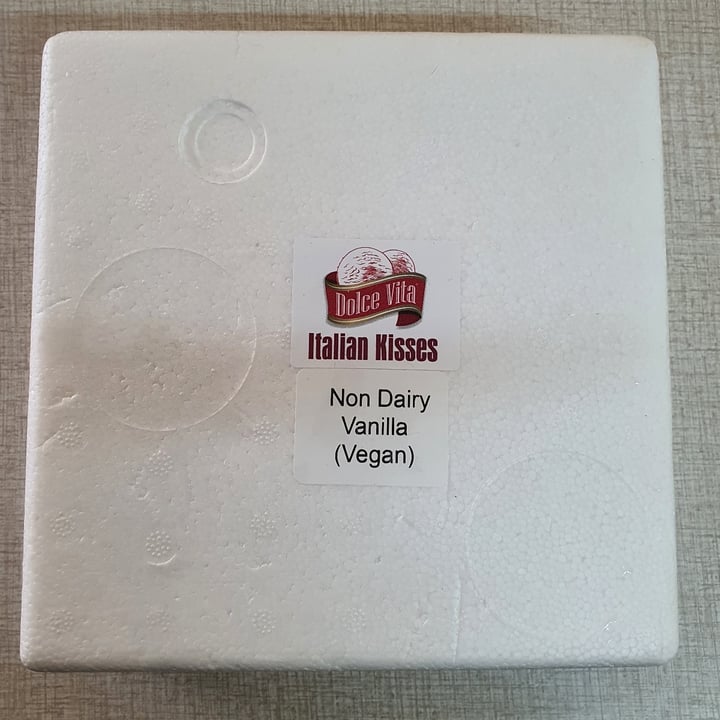 Dolce Vita
Italian Kisses
Non Dairy
Vanilla
(Vegan)